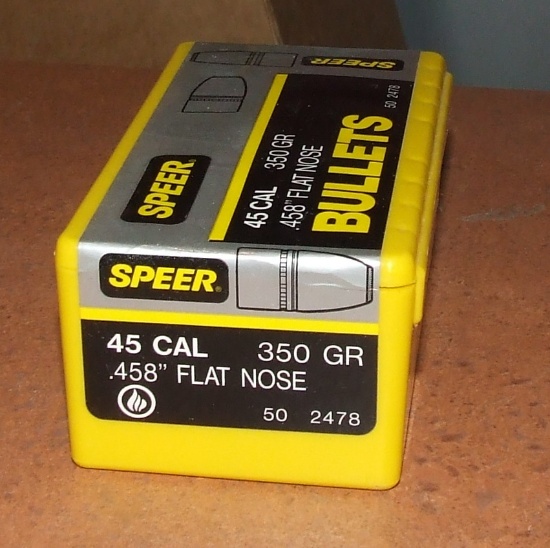 SPEER
50 2478
SPEER
45 CAL 350 GR
.458" FLAT NOSE
BULLETS
SPEER
45 CAL 350 GR
.458" FLAT NOSE
50 2478